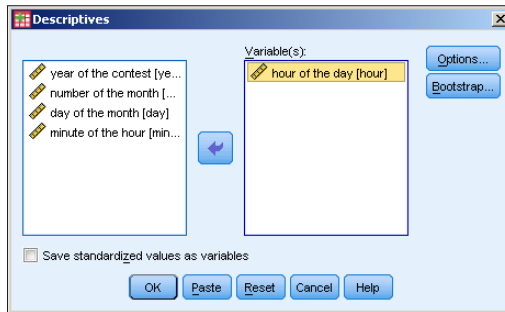 Descriptives
Variable(s):
year of the contest [ye...
number of the month [...
day of the month [day]
minute of the hour [min...
hour of the day [hour]
Options...
Bootstrap...
Save standardized values as variables
OK
Paste
Reset
Cancel
Help